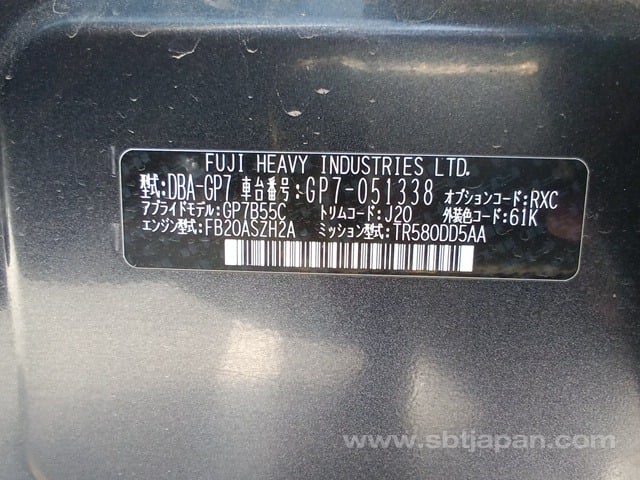 FUJI HEAVY INDUSTRIES LTD.
型式:DBA-GP7 車台番号:GP7-051338 オプションコード:RXC
アプライドモデル:GP7B55C トリムコード:J20 外装色コード:61K
エンジン型式:FB20ASZH2A ミッション型式:TR580DD5AA
www.sbtjapan.com